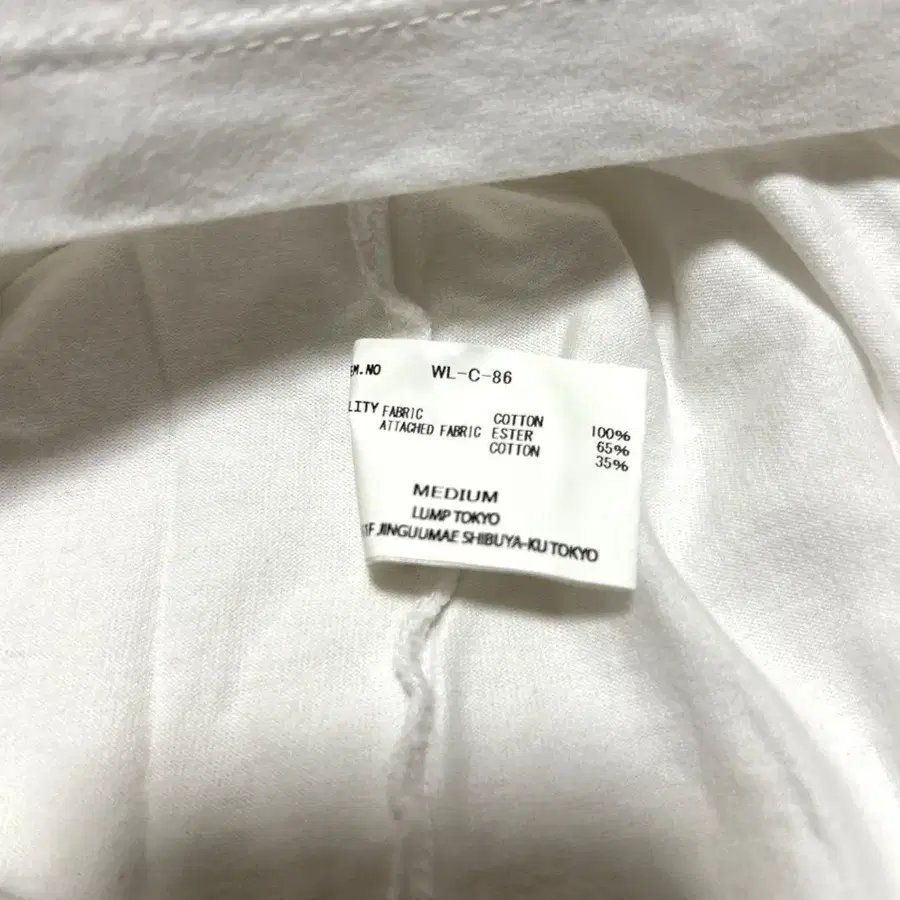 EM.NO WL-C-86
LITY FABRIC COTTON 100%
ATTACHED FABRIC ESTER 65%
COTTON 35%
MEDIUM
LUMP TOKYO
1F JINGUUMAE SHIBUYA-KU TOKYO